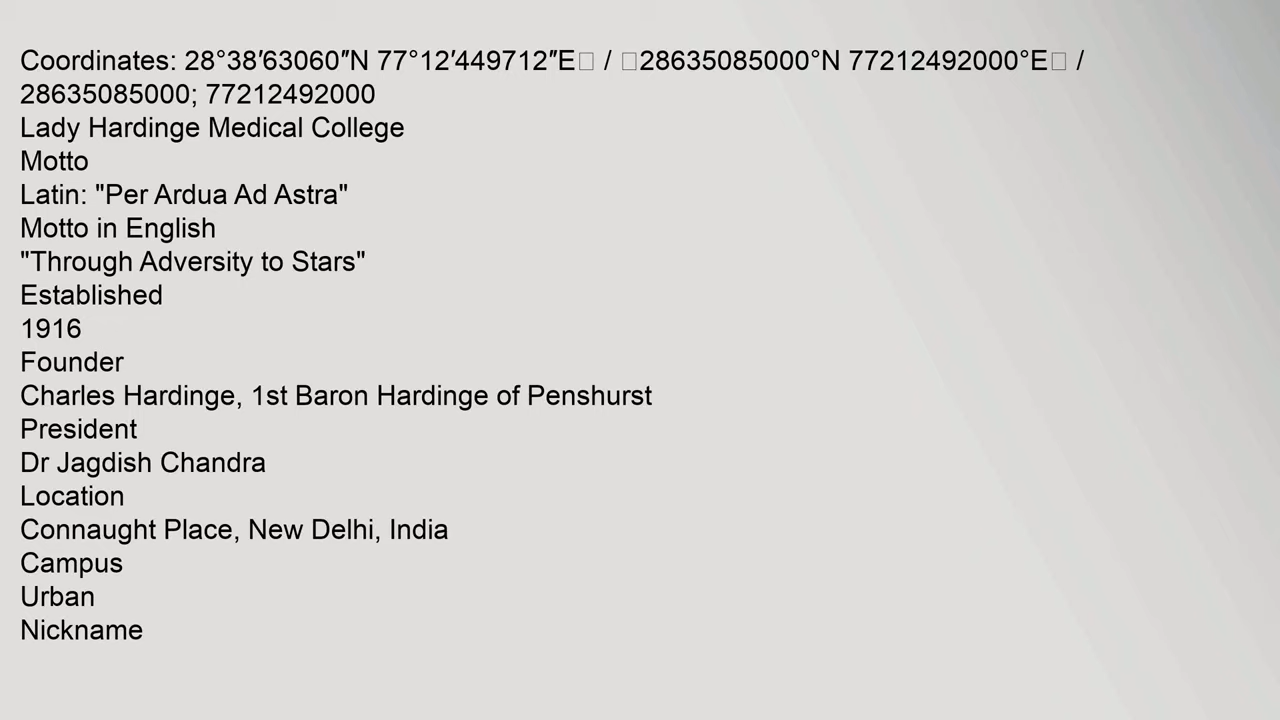 Coordinates: 28°38′63060″N 77°12′449712″E□ / □28635085000°N 77212492000°E□ /
28635085000; 77212492000
Lady Hardinge Medical College
Motto
Latin: "Per Ardua Ad Astra"
Motto in English
"Through Adversity to Stars"
Established
1916
Founder
Charles Hardinge, 1st Baron Hardinge of Penshurst
President
Dr Jagdish Chandra
Location
Connaught Place, New Delhi, India
Campus
Urban
Nickname